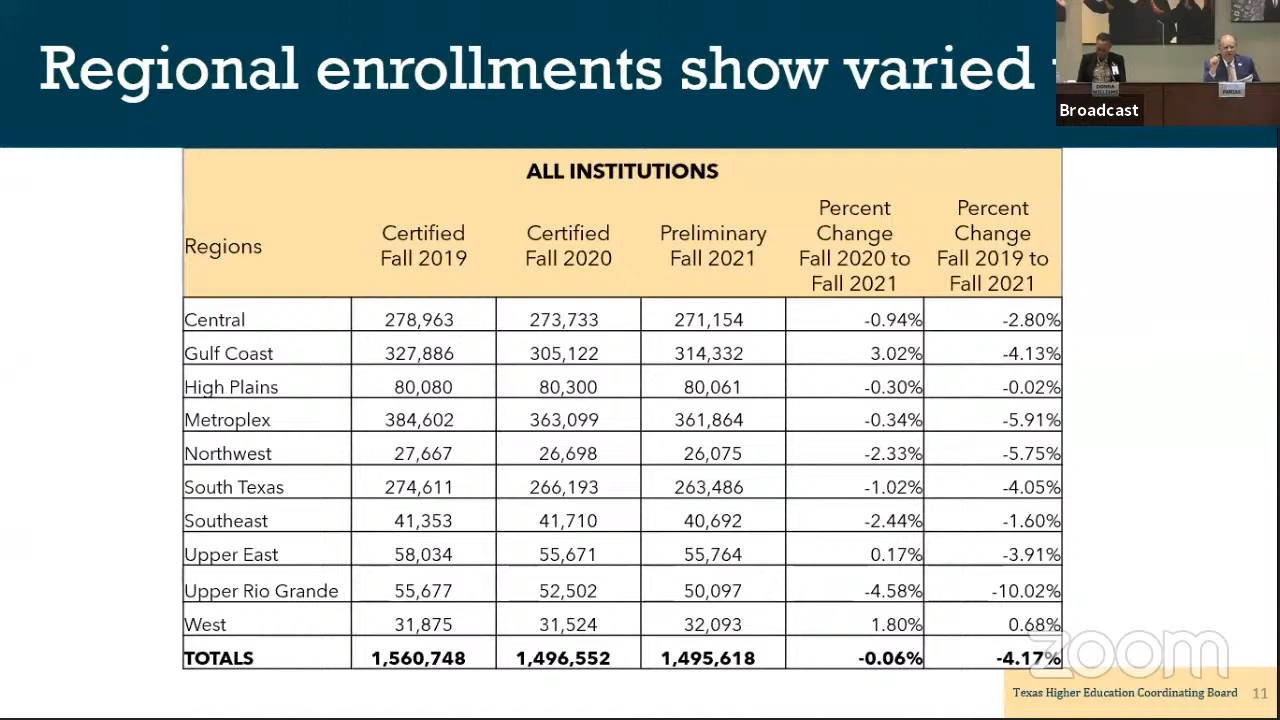 Regional enrollments show varied
Broadcast
DONNA
WILLIAMS
FARIAS
ALL INSTITUTIONS
Regions Certified Fall 2019 Certified Fall 2020 Preliminary Fall 2021 Percent Change Fall 2020 to Fall 2021 Percent Change Fall 2019 to Fall 2021
Central 278,963 273,733 271,154 -0.94% -2.80%
Gulf Coast 327,886 305,122 314,332 3.02% -4.13%
High Plains 80,080 80,300 80,061 -0.30% -0.02%
Metroplex 384,602 363,099 361,864 -0.34% -5.91%
Northwest 27,667 26,698 26,075 -2.33% -5.75%
South Texas 274,611 266,193 263,486 -1.02% -4.05%
Southeast 41,353 41,710 40,692 -2.44% -1.60%
Upper East 58,034 55,671 55,764 0.17% -3.91%
Upper Rio Grande 55,677 52,502 50,097 -4.58% -10.02%
West 31,875 31,524 32,093 1.80% 0.68%
TOTALS 1,560,748 1,496,552 1,495,618 -0.06% -4.17%
zoom
Texas Higher Education Coordinating Board 11